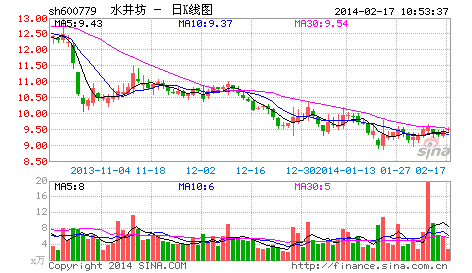 sh600779 水井坊 - 日K线图 2014-02-17 10:53:37
MA5:9.43 MA10:9.37 MA30:9.54
13.00
12.50
12.00
11.50
11.00
10.50
10.00
9.50
9.00
8.50
sina
2013-11-04 11-18 12-02 12-16 12-30 2014-01-13 01-27 02-17
MA5:8 MA10:6 MA30:5
20
16
12
8
4
x万
Copyright 2014 SINA.COM http://finance.sina.com.cn